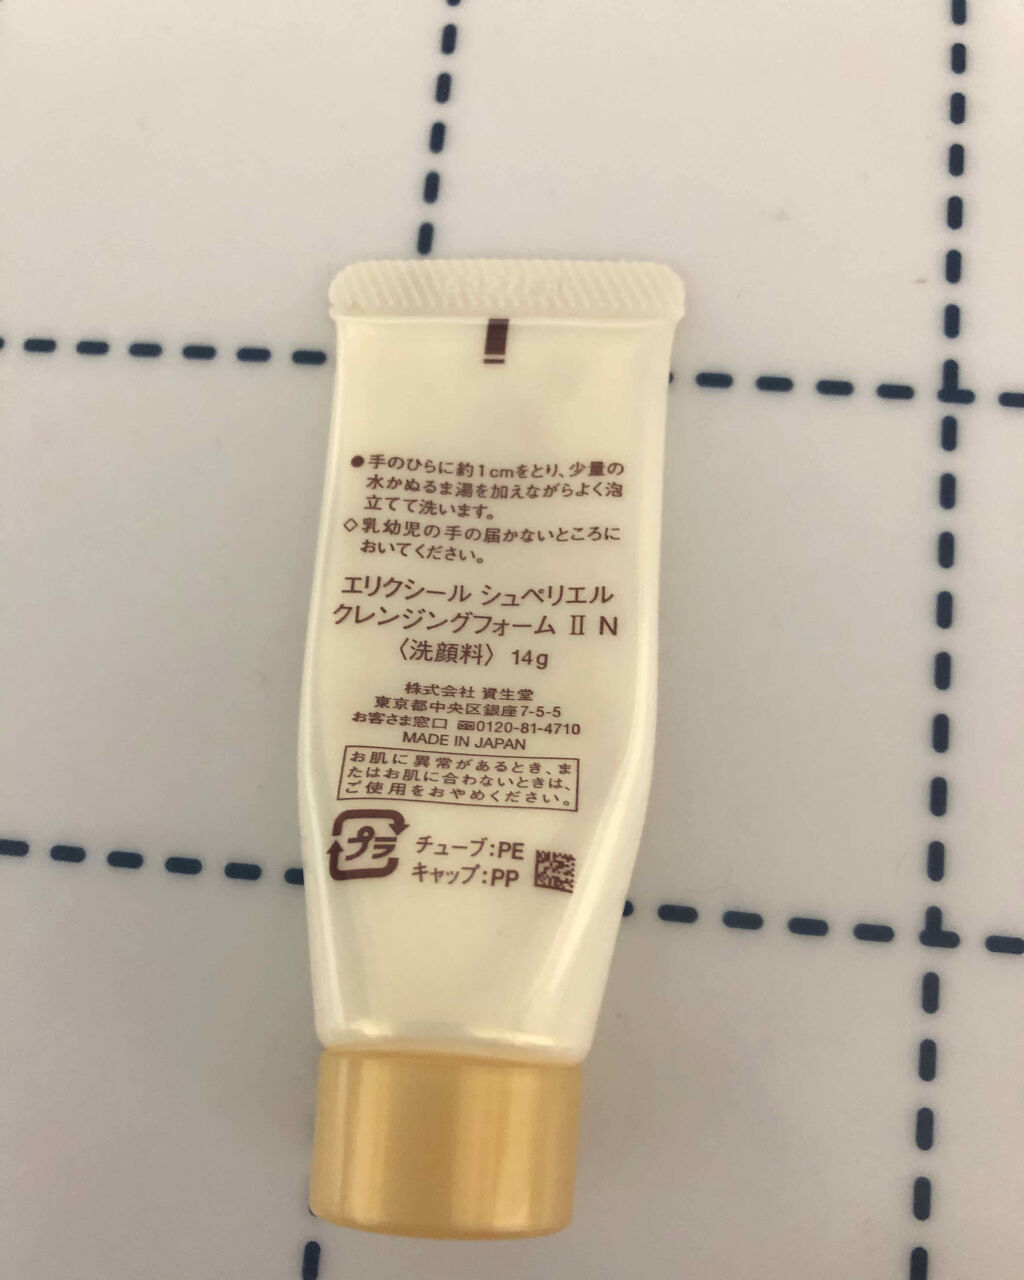 ●手のひらに約1cmをとり、少量の
水かぬるま湯を加えながらよく泡
立てて洗います。
◇乳幼児の手の届かないところに
おいてください。
エリクシール シュペリエル
クレンジングフォーム Ⅱ N
〈洗顔料〉 14g
株式会社 資生堂
東京都中央区銀座7-5-5
お客さま窓口 0120-81-4710
MADE IN JAPAN
お肌に異常があるとき、ま
たはお肌に合わないときは、
ご使用をおやめください。
プラ
チューブ:PE
キャップ:PP